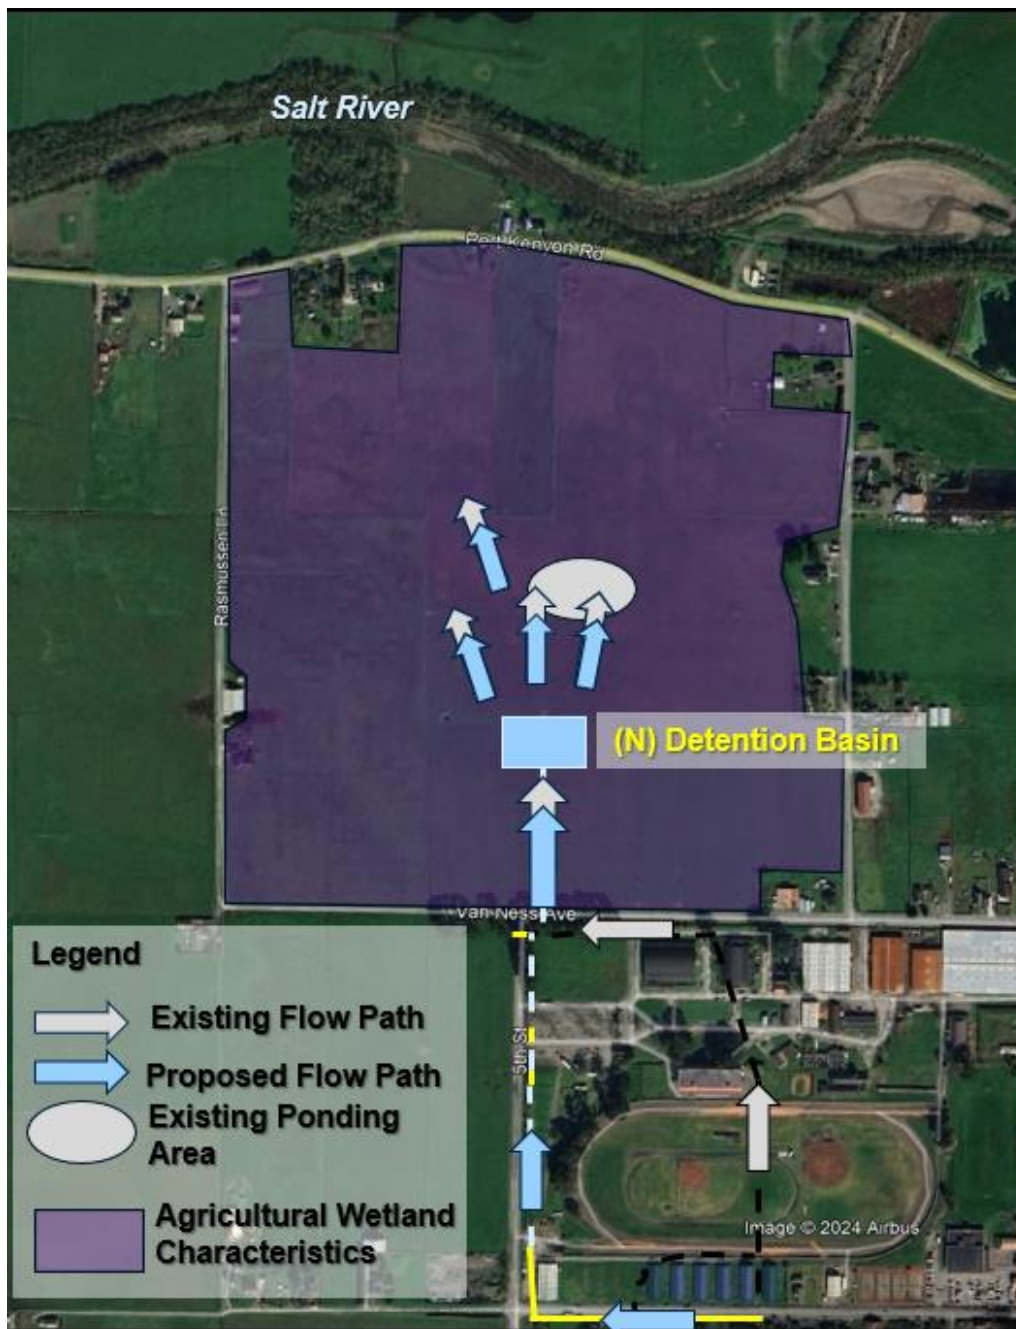 Salt River
Port Kenyon Rd
Rasmussen Ln
(N) Detention Basin
Van Ness Ave
Legend
Existing Flow Path
Proposed Flow Path
Existing Ponding
Area
Agricultural Wetland
Characteristics
5th St
Image © 2024 Airbus